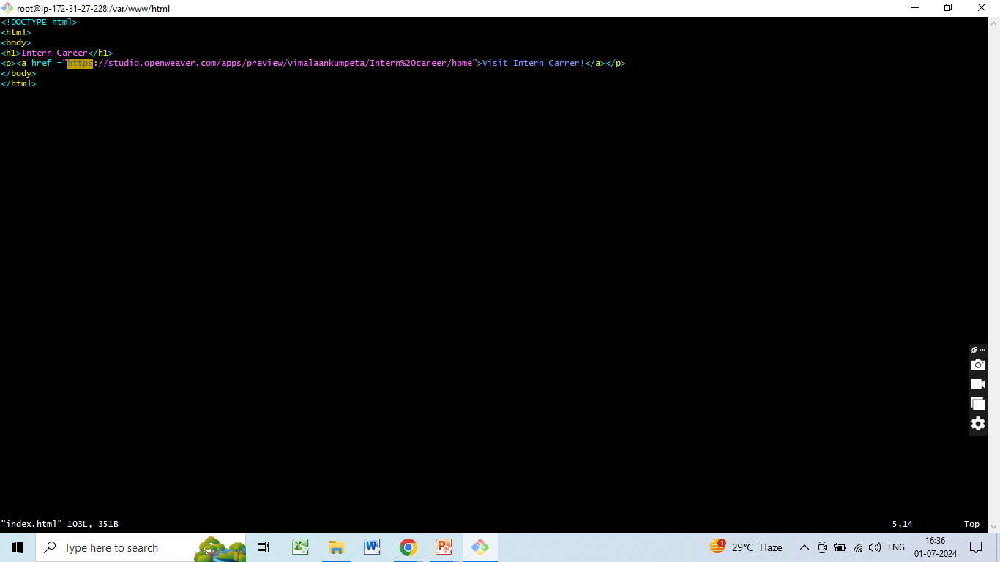 root@ip-172-31-27-228:/var/www/html
<!DOCTYPE html>
<html>
<body>
<h1>Intern Career</h1>
<p><a href ="https://studio.openweaver.com/apps/preview/vimalaankumpeta/Intern%20career/home">Visit Intern Carrer!</a></p>
</body>
</html>
"index.html" 103L, 351B 5,14 Top
Type here to search
1
29°C Haze
ENG
16:36
01-07-2024